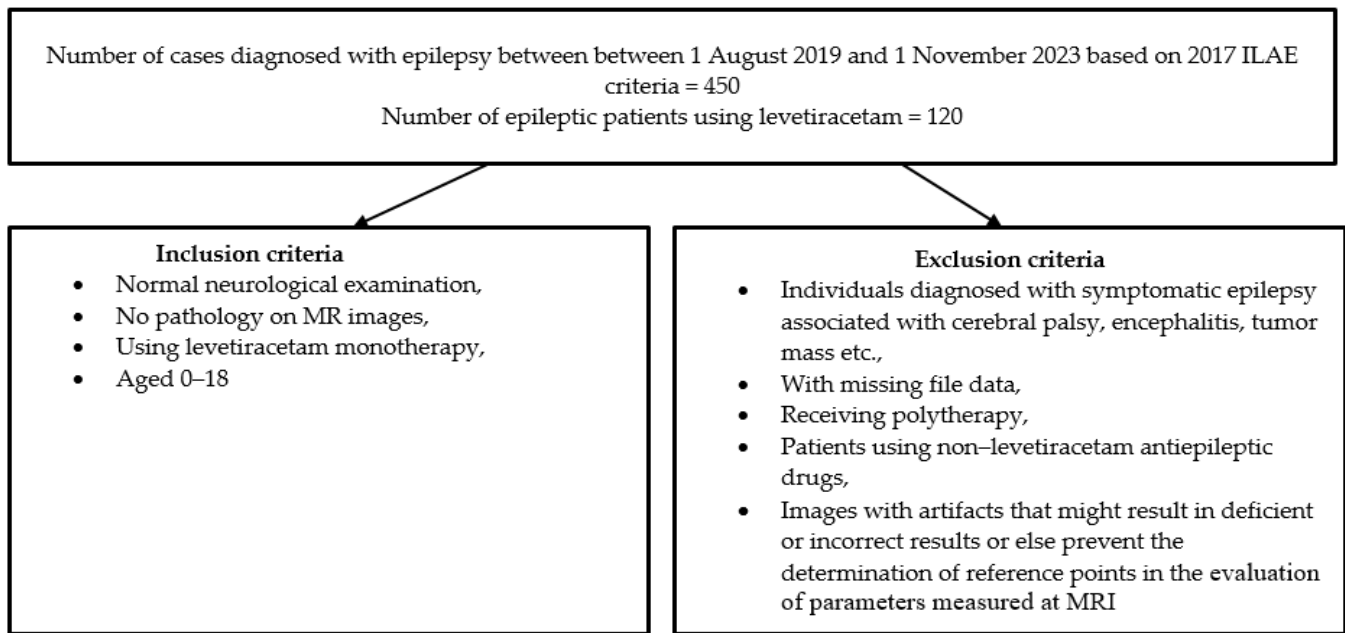 Number of cases diagnosed with epilepsy between between 1 August 2019 and 1 November 2023 based on 2017 ILAE
criteria = 450
Number of epileptic patients using levetiracetam = 120
Inclusion criteria
• Normal neurological examination,
• No pathology on MR images,
• Using levetiracetam monotherapy,
• Aged 0–18
Exclusion criteria
• Individuals diagnosed with symptomatic epilepsy
associated with cerebral palsy, encephalitis, tumor
mass etc.,
• With missing file data,
• Receiving polytherapy,
• Patients using non–levetiracetam antiepileptic
drugs,
• Images with artifacts that might result in deficient
or incorrect results or else prevent the
determination of reference points in the evaluation
of parameters measured at MRI